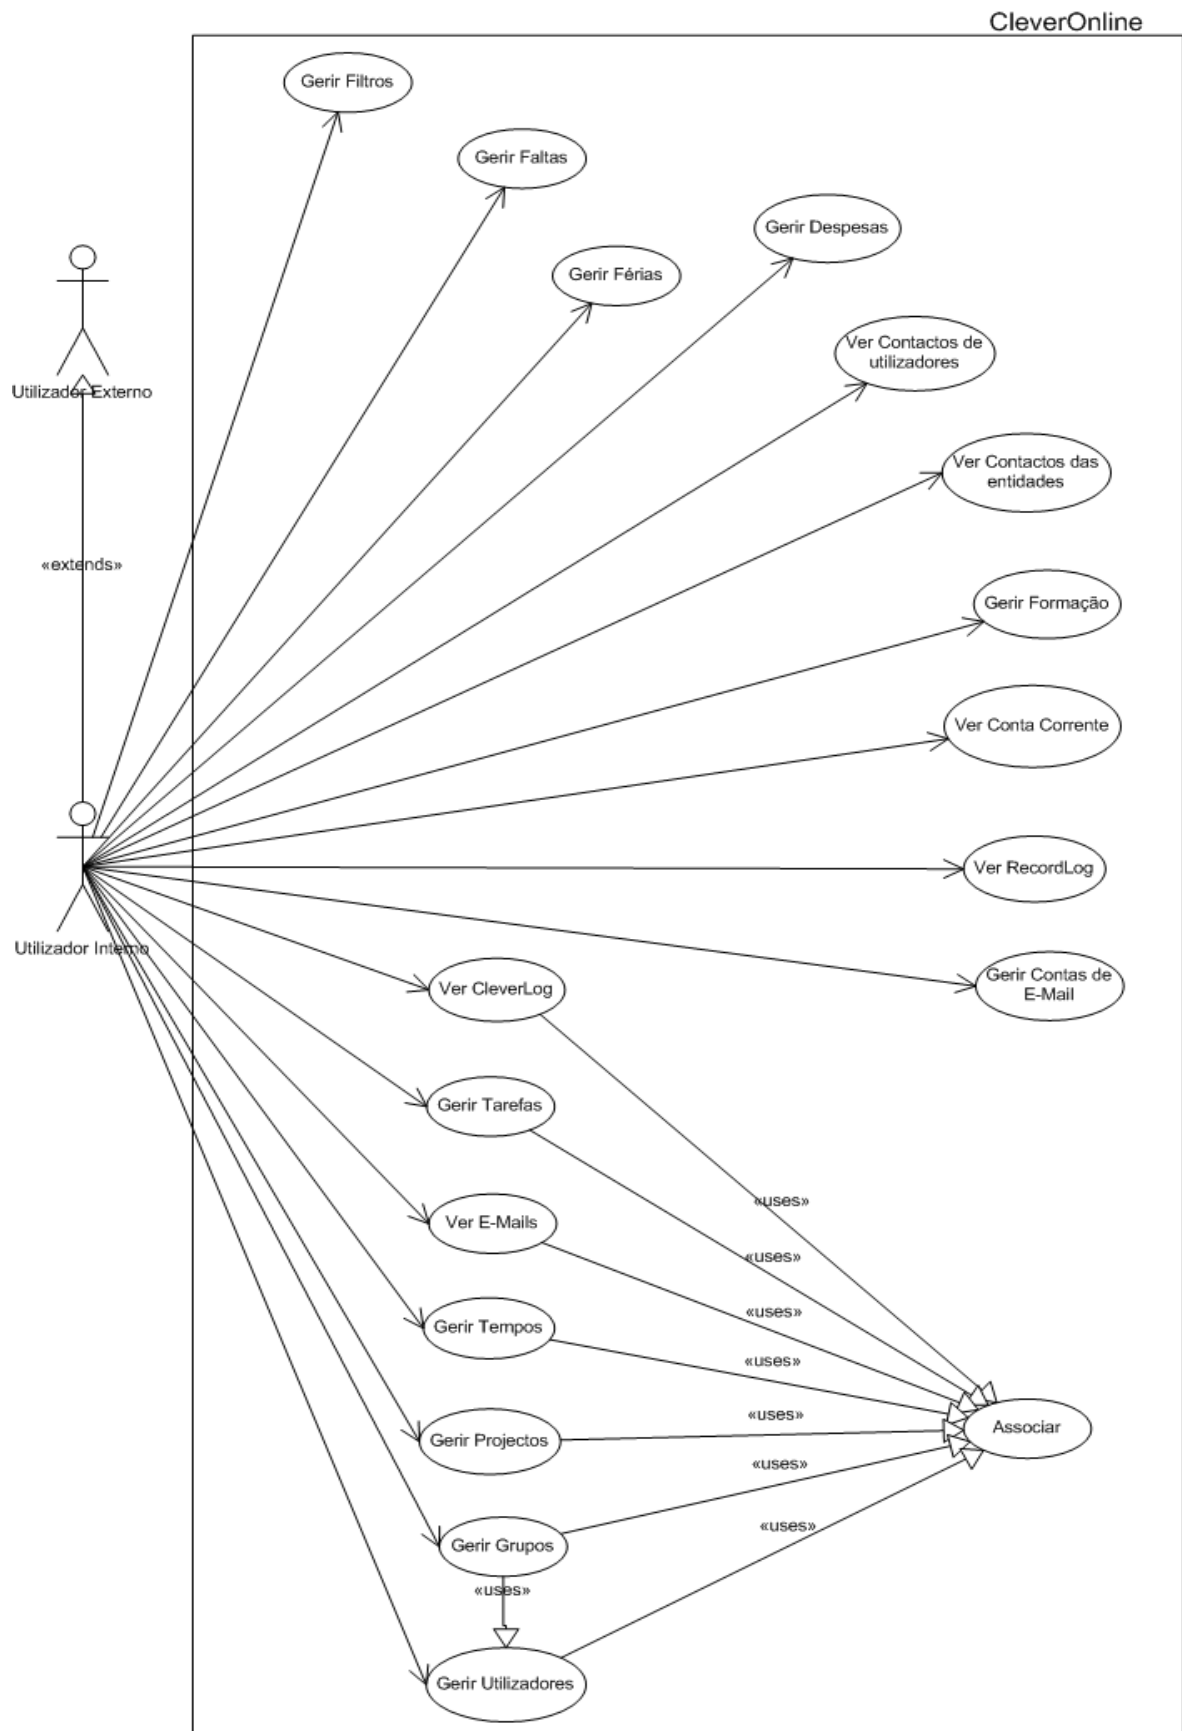 CleverOnline
Gerir Filtros
Gerir Faltas
Gerir Despesas
Gerir Férias
Ver Contactos de
utilizadores
Utilizador Externo
Ver Contactos das
entidades
«extends»
Gerir Formação
Ver Conta Corrente
Ver RecordLog
Utilizador Interno
Gerir Contas de
E-Mail
Ver CleverLog
Gerir Tarefas
«uses»
Ver E-Mails
«uses»
«uses»
Gerir Tempos
«uses»
«uses»
Associar
Gerir Projectos
«uses»
«uses»
Gerir Grupos
«uses»
Gerir Utilizadores